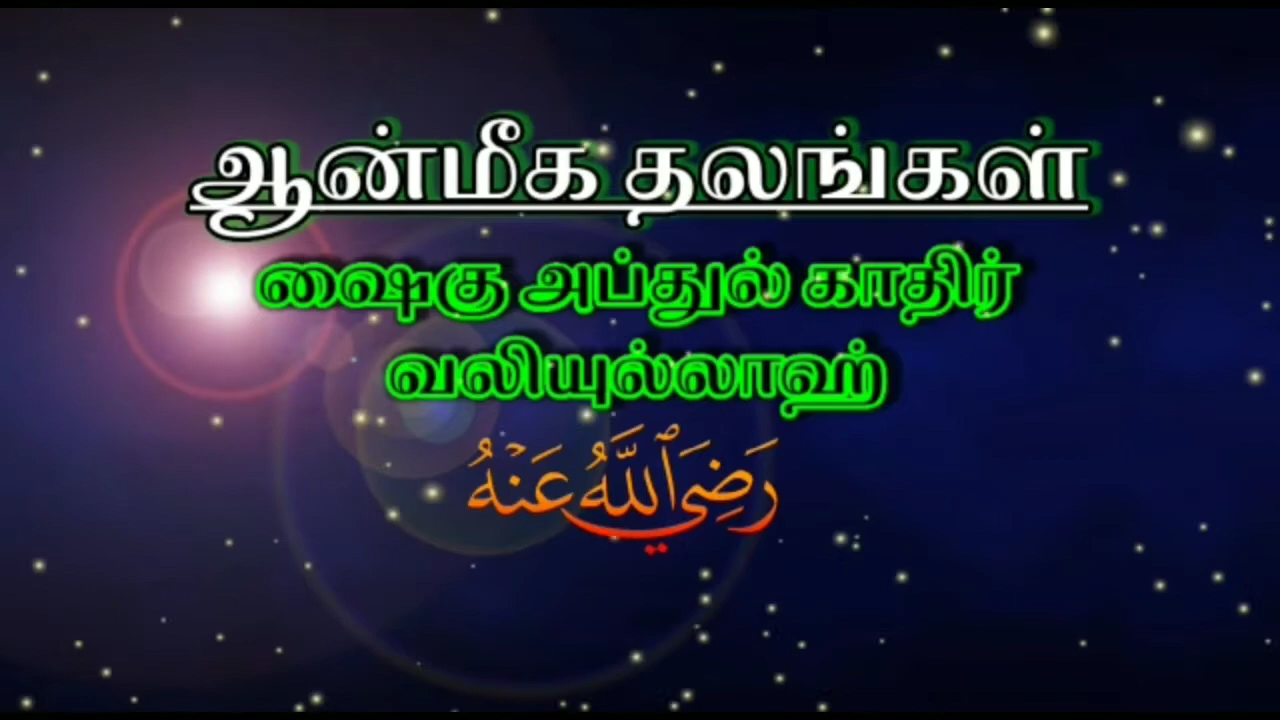 ஆன்மீக தலங்கள்
ஷைகு அப்துல் காதிர்
வலியுல்லாஹ்
رَضِيَ ٱللَّهُ عَنْهُ